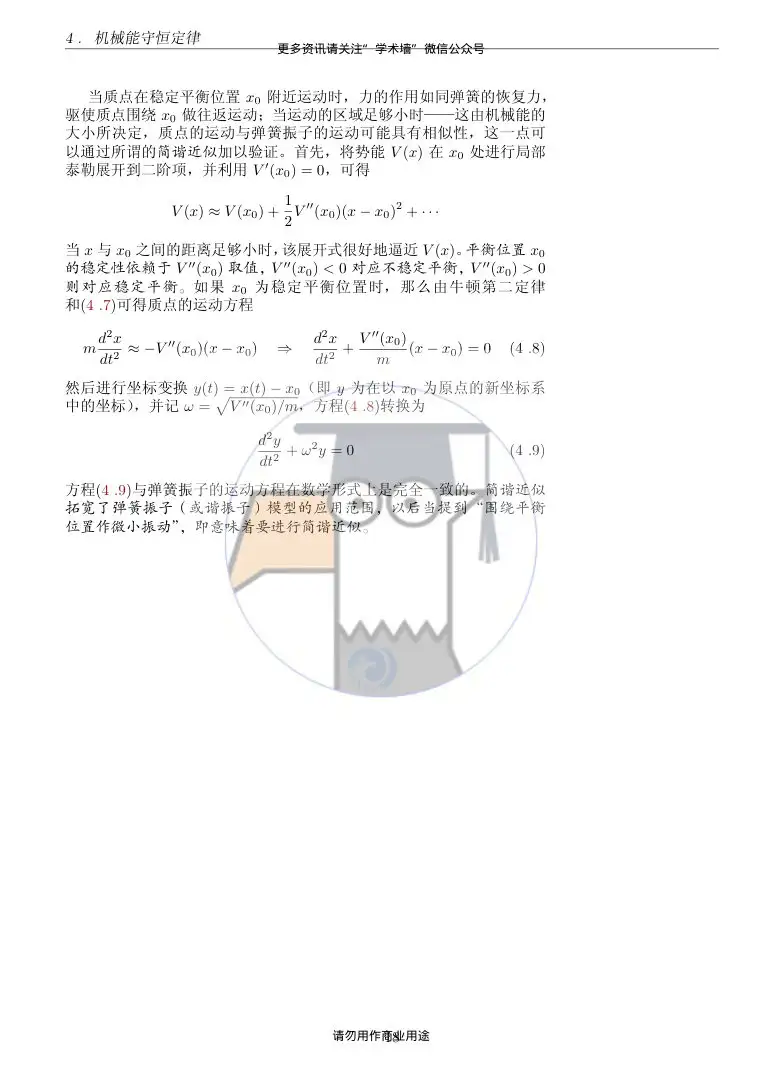 4 . 机械能守恒定律
更多资讯请关注“学术墙”微信公众号
当质点在稳定平衡位置 x₀ 附近运动时，力的作用如同弹簧的恢复力，
驱使质点围绕 x₀ 做往返运动；当运动的区域足够小时——这由机械能的
大小所决定，质点的运动与弹簧振子的运动可能具有相似性，这一点可
以通过所谓的简谐近似加以验证。首先，将势能 V(x) 在 x₀ 处进行局部
泰勒展开到二阶项，并利用 V′(x₀) = 0，可得
V(x) ≈ V(x₀) + 1/2 V″(x₀)(x − x₀)² + ···
当 x 与 x₀ 之间的距离足够小时，该展开式很好地逼近 V(x)。平衡位置 x₀
的稳定性依赖于 V″(x₀) 取值，V″(x₀) < 0 对应不稳定平衡，V″(x₀) > 0
则对应稳定平衡。如果 x₀ 为稳定平衡位置时，那么由牛顿第二定律
和(4 .7)可得质点的运动方程
m d²x/dt² ≈ −V″(x₀)(x − x₀) ⇒ d²x/dt² + V″(x₀)/m (x − x₀) = 0 (4 .8)
然后进行坐标变换 y(t) = x(t) − x₀（即 y 为在以 x₀ 为原点的新坐标系
中的坐标），并记 ω = √(V″(x₀)/m)，方程(4 .8)转换为
d²y/dt² + ω²y = 0 (4 .9)
方程(4 .9)与弹簧振子的运动方程在数学形式上是完全一致的。简谐近似
拓宽了弹簧振子（或谐振子）模型的应用范围，以后当提到“围绕平衡
位置作微小振动”，即意味着要进行简谐近似。
请勿用作商业用途